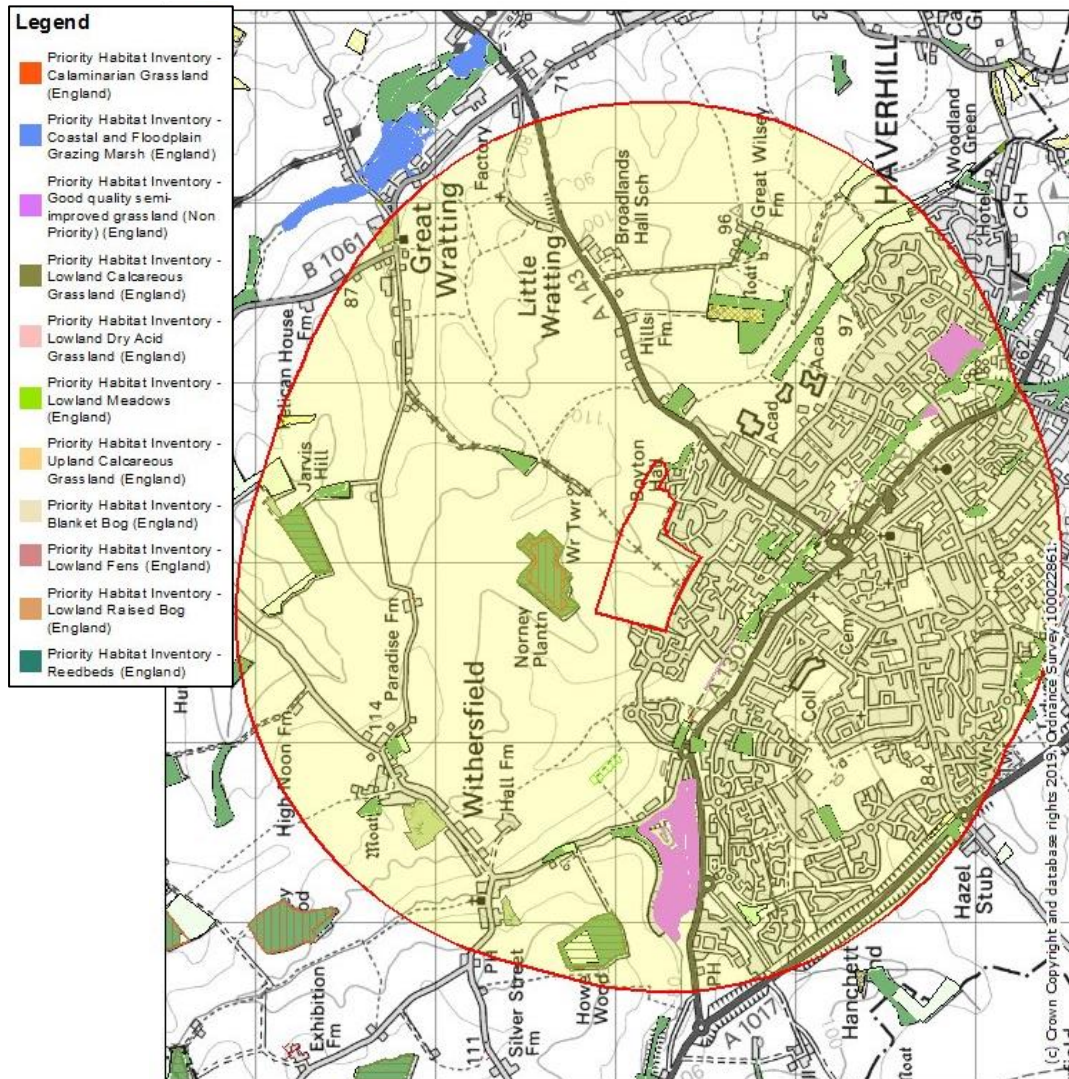 Legend
Priority Habitat Inventory -
Calaminarian Grassland
(England)
Priority Habitat Inventory -
Coastal and Floodplain
Grazing Marsh (England)
Priority Habitat Inventory -
Good quality semi-
improved grassland (Non
Priority) (England)
Priority Habitat Inventory -
Lowland Calcareous
Grassland (England)
Priority Habitat Inventory -
Lowland Dry Acid
Grassland (England)
Priority Habitat Inventory -
Lowland Meadows
(England)
Priority Habitat Inventory -
Upland Calcareous
Grassland (England)
Priority Habitat Inventory -
Blanket Bog (England)
Priority Habitat Inventory -
Lowland Fens (England)
Priority Habitat Inventory -
Lowland Raised Bog
(England)
Priority Habitat Inventory -
Reedbeds (England)
HAVERHILL
Woodland
Green
Hotel
CH
71
Factory
80
90
100
Great
Wratting
B 1061
87
Little
Wratting
A 143
Broadlands
Hall Sch
Great Wilsey
Fm
96
Hills
Fm
97
Acad
Acad
62
110
Jarvis
Hill
Wr Twr
Norney
Plantn
Paradise Fm
114
High Noon Fm
Moat
Withersfield
Hall Fm
Cemy
Coll
84
Hazel
Stub
PH
PH
Silver Street
Fm
111
Exhibition
Fm
Wood
A 1017
Hanchett
(c) Crown Copyright and database rights 2019. Ordnance Survey 100022861.